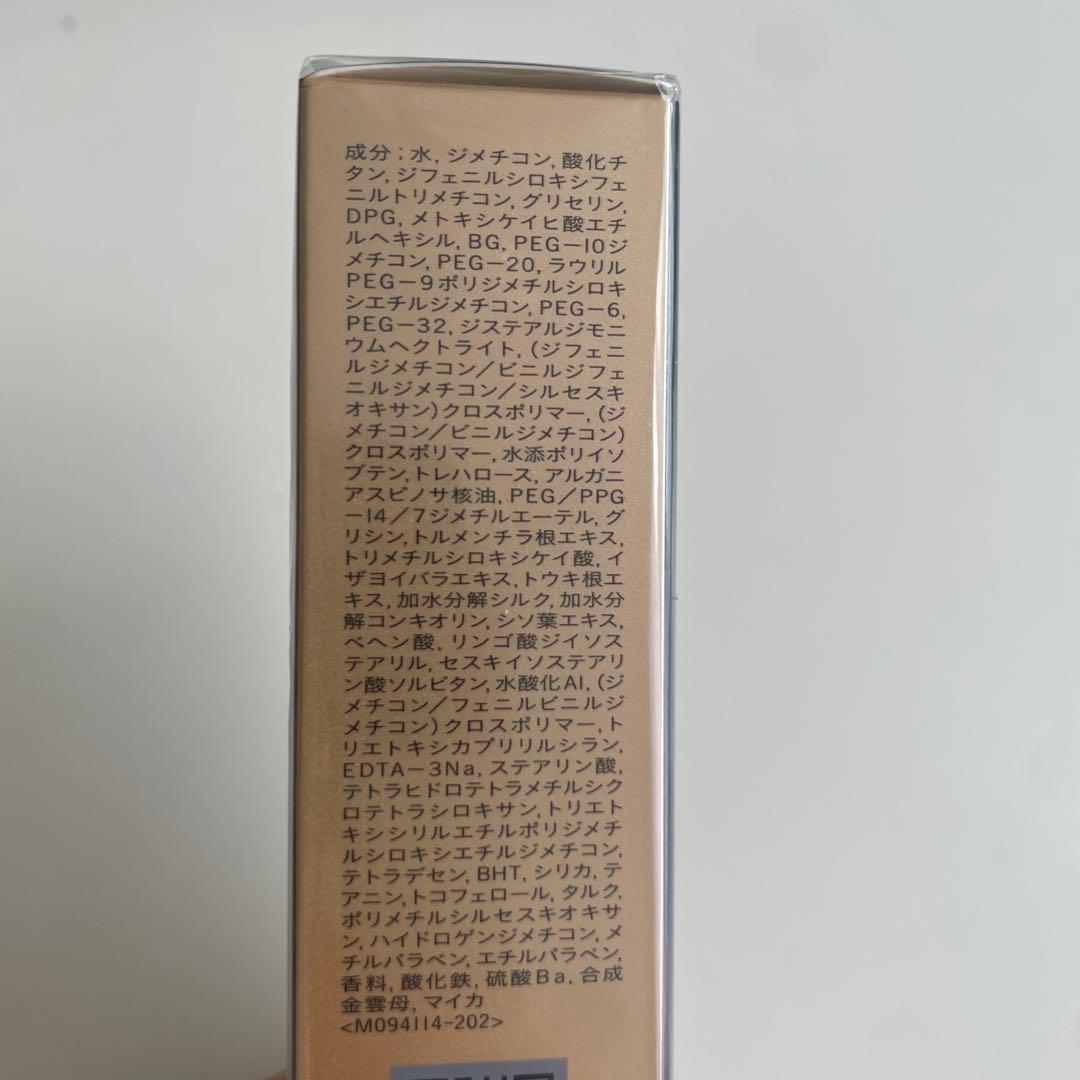 成分；水, ジメチコン, 酸化チ
タン, ジフェニルシロキシフェ
ニルトリメチコン, グリセリン,
DPG, メトキシケイヒ酸エチ
ルヘキシル, BG, PEG－10ジ
メチコン, PEG－20, ラウリル
PEG－9ポリジメチルシロキ
シエチルジメチコン, PEG－6,
PEG－32, ジステアルジモニ
ウムヘクトライト, (ジフェニ
ルジメチコン／ビニルジフェ
ニルジメチコン／シルセスキ
オキサン)クロスポリマー, (ジ
メチコン／ビニルジメチコン)
クロスポリマー, 水添ポリイソ
ブテン, トレハロース, アルガニ
アスピノサ核油, PEG／PPG
－14／7ジメチルエーテル, グ
リシン, トルメンチラ根エキス,
トリメチルシロキシケイ酸, イ
ザヨイバラエキス, トウキ根エ
キス, 加水分解シルク, 加水分
解コンキオリン, シソ葉エキス,
ベヘン酸, リンゴ酸ジイソス
テアリル, セスキイソステアリ
ン酸ソルビタン, 水酸化Al, (ジ
メチコン／フェニルビニルジ
メチコン)クロスポリマー, ト
リエトキシカプリリルシラン,
EDTA－3Na, ステアリン酸,
テトラヒドロテトラメチルシク
ロテトラシロキサン, トリエト
キシシリルエチルポリジメチ
ルシロキシエチルジメチコン,
テトラデセン, BHT, シリカ, テ
アニン, トコフェロール, タルク,
ポリメチルシルセスキオキサ
ン, ハイドロゲンジメチコン, メ
チルパラベン, エチルパラベン,
香料, 酸化鉄, 硫酸Ba, 合成
金雲母, マイカ
<M094114-202>